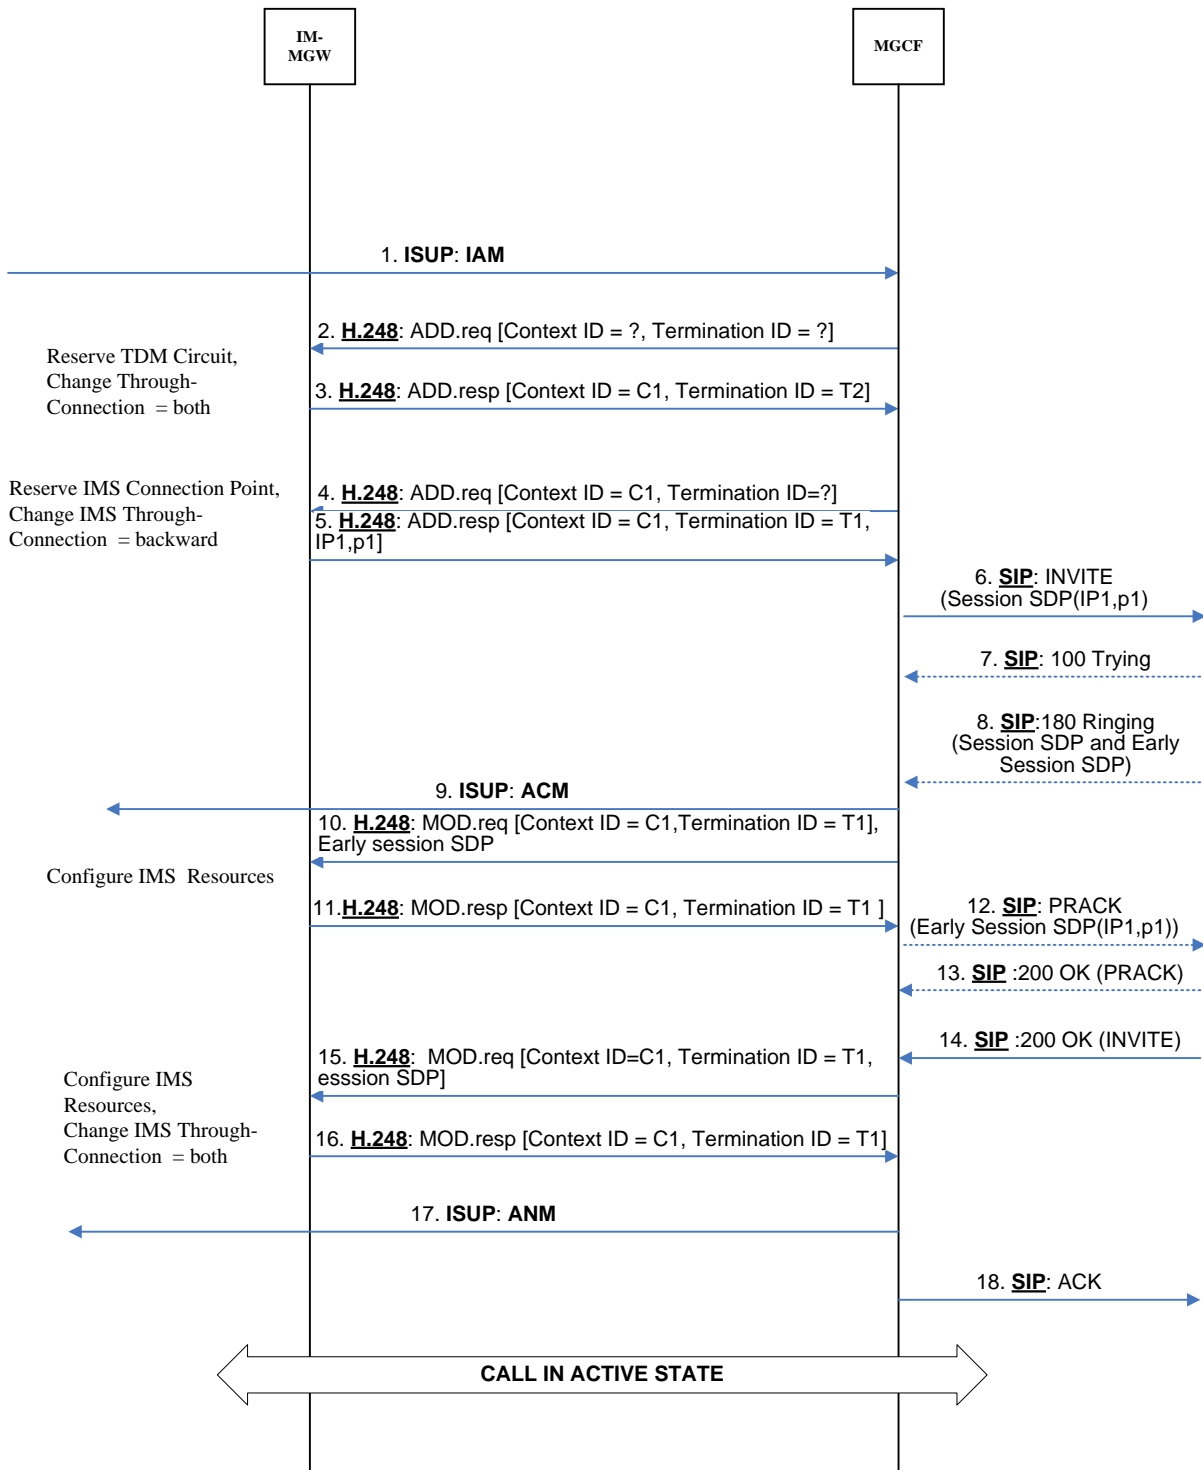 IM-
MGW
MGCF
1. ISUP: IAM
2. H.248: ADD.req [Context ID = ?, Termination ID = ?]
Reserve TDM Circuit,
Change Through-
Connection = both
3. H.248: ADD.resp [Context ID = C1, Termination ID = T2]
Reserve IMS Connection Point,
Change IMS Through-
Connection = backward
4. H.248: ADD.req [Context ID = C1, Termination ID=?]
5. H.248: ADD.resp [Context ID = C1, Termination ID = T1,
IP1,p1]
6. SIP: INVITE
(Session SDP(IP1,p1)
7. SIP: 100 Trying
8. SIP:180 Ringing
(Session SDP and Early
Session SDP)
9. ISUP: ACM
10. H.248: MOD.req [Context ID = C1,Termination ID = T1],
Early session SDP
Configure IMS Resources
11.H.248: MOD.resp [Context ID = C1, Termination ID = T1 ]
12. SIP: PRACK
(Early Session SDP(IP1,p1))
13. SIP :200 OK (PRACK)
14. SIP :200 OK (INVITE)
15. H.248: MOD.req [Context ID=C1, Termination ID = T1,
esssion SDP]
Configure IMS
Resources,
Change IMS Through-
Connection = both
16. H.248: MOD.resp [Context ID = C1, Termination ID = T1]
17. ISUP: ANM
18. SIP: ACK
CALL IN ACTIVE STATE